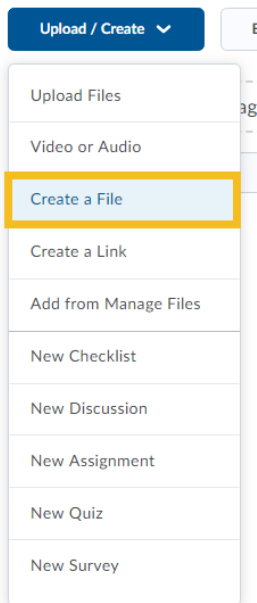 Upload / Create
Upload Files
Video or Audio
Create a File
Create a Link
Add from Manage Files
New Checklist
New Discussion
New Assignment
New Quiz
New Survey